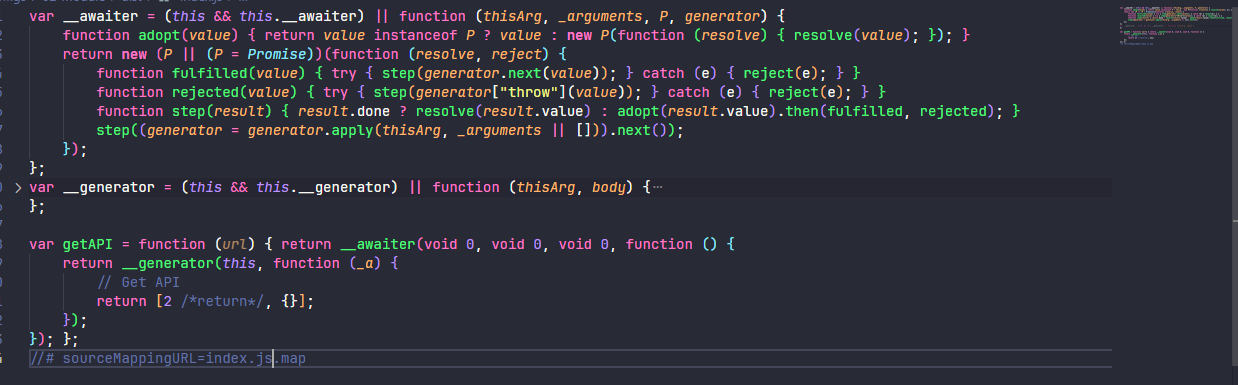 var __awaiter = (this && this.__awaiter) || function (thisArg, _arguments, P, generator) {
    function adopt(value) { return value instanceof P ? value : new P(function (resolve) { resolve(value); }); }
    return new (P || (P = Promise))(function (resolve, reject) {
        function fulfilled(value) { try { step(generator.next(value)); } catch (e) { reject(e); } }
        function rejected(value) { try { step(generator["throw"](value)); } catch (e) { reject(e); } }
        function step(result) { result.done ? resolve(result.value) : adopt(result.value).then(fulfilled, rejected); }
        step((generator = generator.apply(thisArg, _arguments || [])).next());
    });
};
var __generator = (this && this.__generator) || function (thisArg, body) {⋯
};
var getAPI = function (url) { return __awaiter(void 0, void 0, void 0, function () {
    return __generator(this, function (_a) {
        // Get API
        return [2 /*return*/, {}];
    });
}); };
//# sourceMappingURL=index.js.map